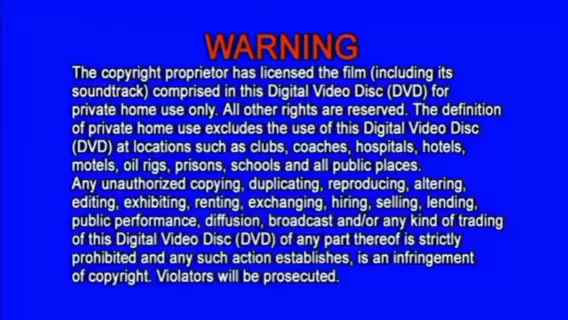 WARNING
The copyright proprietor has licensed the film (including its
soundtrack) comprised in this Digital Video Disc (DVD) for
private home use only. All other rights are reserved. The definition
of private home use excludes the use of this Digital Video Disc
(DVD) at locations such as clubs, coaches, hospitals, hotels,
motels, oil rigs, prisons, schools and all public places.
Any unauthorized copying, duplicating, reproducing, altering,
editing, exhibiting, renting, exchanging, hiring, selling, lending,
public performance, diffusion, broadcast and/or any kind of trading
of this Digital Video Disc (DVD) of any part thereof is strictly
prohibited and any such action establishes, is an infringement
of copyright. Violators will be prosecuted.